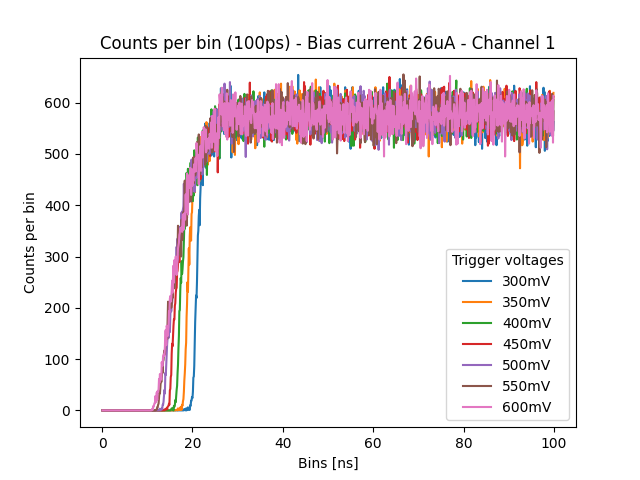 Counts per bin (100ps) - Bias current 26uA - Channel 1
Counts per bin
600
500
400
300
200
100
0
Trigger voltages
300mV
350mV
400mV
450mV
500mV
550mV
600mV
0 20 40 60 80 100
Bins [ns]